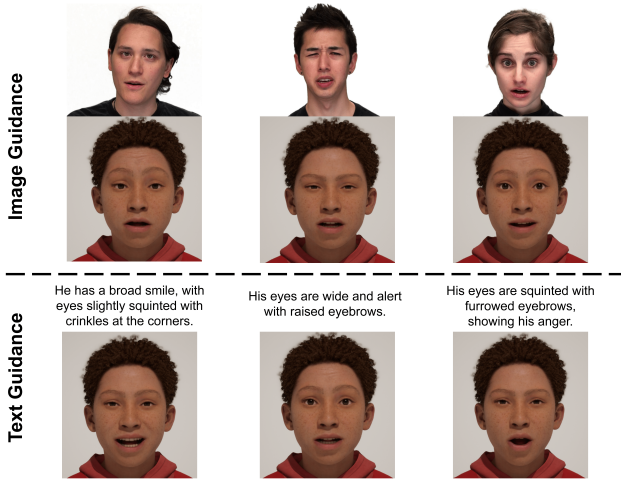 Image Guidance
He has a broad smile, with
eyes slightly squinted with
crinkles at the corners.
His eyes are wide and alert
with raised eyebrows.
His eyes are squinted with
furrowed eyebrows,
showing his anger.
Text Guidance